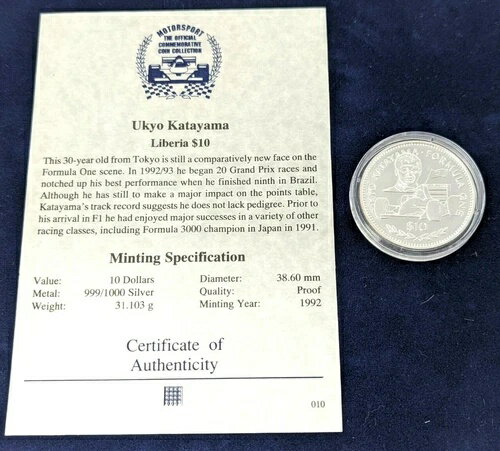 MOTORSPORT
THE OFFICIAL
COMMEMORATIVE
COIN COLLECTION
Ukyo Katayama
Liberia $10
This 30-year old from Tokyo is still a comparatively new face on the
Formula One scene. In 1992/93 he began 20 Grand Prix races and
notched up his best performance when he finished ninth in Brazil.
Although he has still to make a major impact on the points table,
Katayama's track record suggests he does not lack pedigree. Prior to
his arrival in F1 he had enjoyed major successes in a variety of other
racing classes, including Formula 3000 champion in Japan in 1991.
Minting Specification
Value: 10 Dollars Diameter: 38.60 mm
Metal: 999/1000 Silver Quality: Proof
Weight: 31.103 g Minting Year: 1992
Certificate of
Authenticity
010
FORMULA ONE
$10